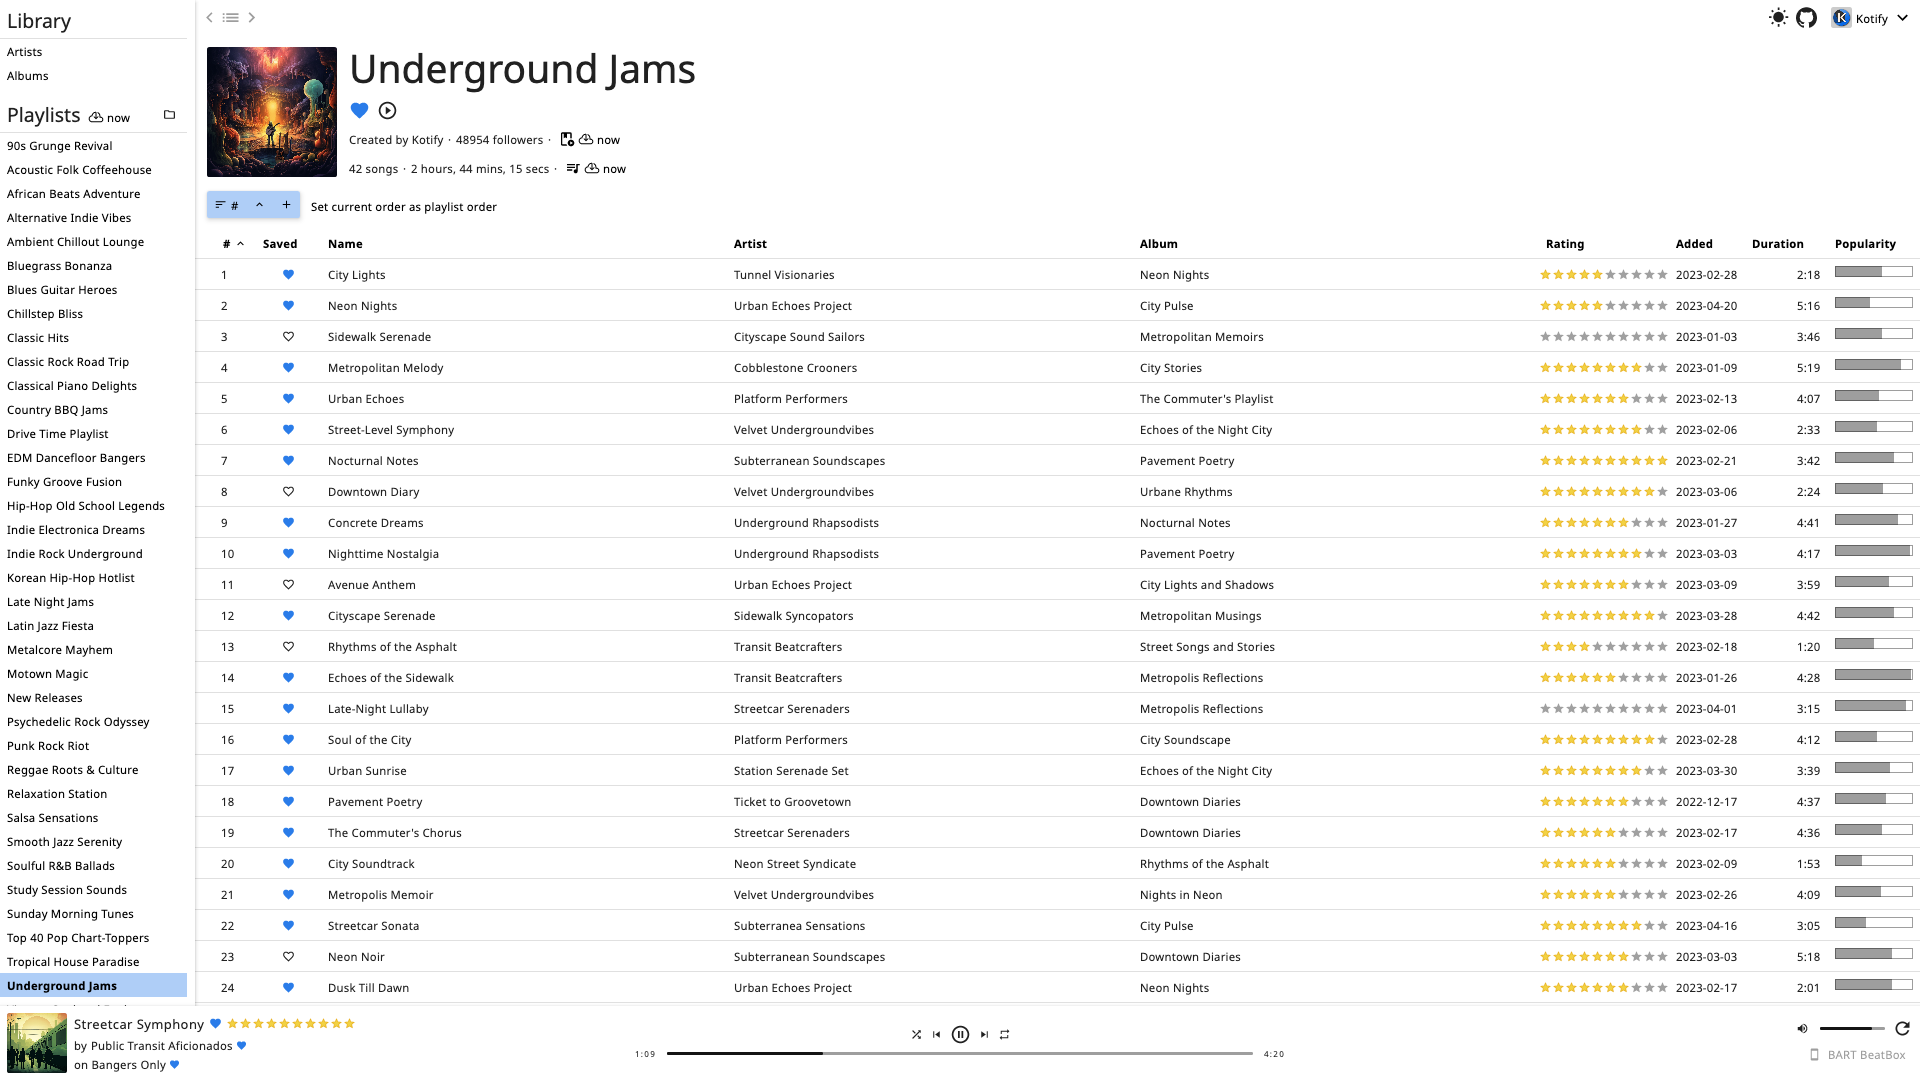 Library
Artists
Albums
Playlists now
90s Grunge Revival
Acoustic Folk Coffeehouse
African Beats Adventure
Alternative Indie Vibes
Ambient Chillout Lounge
Bluegrass Bonanza
Blues Guitar Heroes
Chillstep Bliss
Classic Hits
Classic Rock Road Trip
Classical Piano Delights
Country BBQ Jams
Drive Time Playlist
EDM Dancefloor Bangers
Funky Groove Fusion
Hip-Hop Old School Legends
Indie Electronica Dreams
Indie Rock Underground
Korean Hip-Hop Hotlist
Late Night Jams
Latin Jazz Fiesta
Metalcore Mayhem
Motown Magic
New Releases
Psychedelic Rock Odyssey
Punk Rock Riot
Reggae Roots & Culture
Relaxation Station
Salsa Sensations
Smooth Jazz Serenity
Soulful R&B Ballads
Study Session Sounds
Sunday Morning Tunes
Top 40 Pop Chart-Toppers
Tropical House Paradise
Underground Jams
K Kotify
Underground Jams
Created by Kotify · 48954 followers · now
42 songs · 2 hours, 44 mins, 15 secs · now
# Set current order as playlist order
# Saved Name Artist Album Rating Added Duration Popularity
1 City Lights Tunnel Visionaries Neon Nights 2023-02-28 2:18
2 Neon Nights Urban Echoes Project City Pulse 2023-04-20 5:16
3 Sidewalk Serenade Cityscape Sound Sailors Metropolitan Memoirs 2023-01-03 3:46
4 Metropolitan Melody Cobblestone Crooners City Stories 2023-01-09 5:19
5 Urban Echoes Platform Performers The Commuter's Playlist 2023-02-13 4:07
6 Street-Level Symphony Velvet Undergroundvibes Echoes of the Night City 2023-02-06 2:33
7 Nocturnal Notes Subterranean Soundscapes Pavement Poetry 2023-02-21 3:42
8 Downtown Diary Velvet Undergroundvibes Urbane Rhythms 2023-03-06 2:24
9 Concrete Dreams Underground Rhapsodists Nocturnal Notes 2023-01-27 4:41
10 Nighttime Nostalgia Underground Rhapsodists Pavement Poetry 2023-03-03 4:17
11 Avenue Anthem Urban Echoes Project City Lights and Shadows 2023-03-09 3:59
12 Cityscape Serenade Sidewalk Syncopators Metropolitan Musings 2023-03-28 4:42
13 Rhythms of the Asphalt Transit Beatcrafters Street Songs and Stories 2023-02-18 1:20
14 Echoes of the Sidewalk Transit Beatcrafters Metropolis Reflections 2023-01-26 4:28
15 Late-Night Lullaby Streetcar Serenaders Metropolis Reflections 2023-04-01 3:15
16 Soul of the City Platform Performers City Soundscape 2023-02-28 4:12
17 Urban Sunrise Station Serenade Set Echoes of the Night City 2023-03-30 3:39
18 Pavement Poetry Ticket to Groovetown Downtown Diaries 2022-12-17 4:37
19 The Commuter's Chorus Streetcar Serenaders Downtown Diaries 2023-02-17 4:36
20 City Soundtrack Neon Street Syndicate Rhythms of the Asphalt 2023-02-09 1:53
21 Metropolis Memoir Velvet Undergroundvibes Nights in Neon 2023-02-26 4:09
22 Streetcar Sonata Subterranea Sensations City Pulse 2023-04-16 3:05
23 Neon Noir Subterranean Soundscapes Downtown Diaries 2023-03-03 5:18
24 Dusk Till Dawn Urban Echoes Project Neon Nights 2023-02-17 2:01
Streetcar Symphony
by Public Transit Aficionados
on Bangers Only
1:09 4:20
BART BeatBox